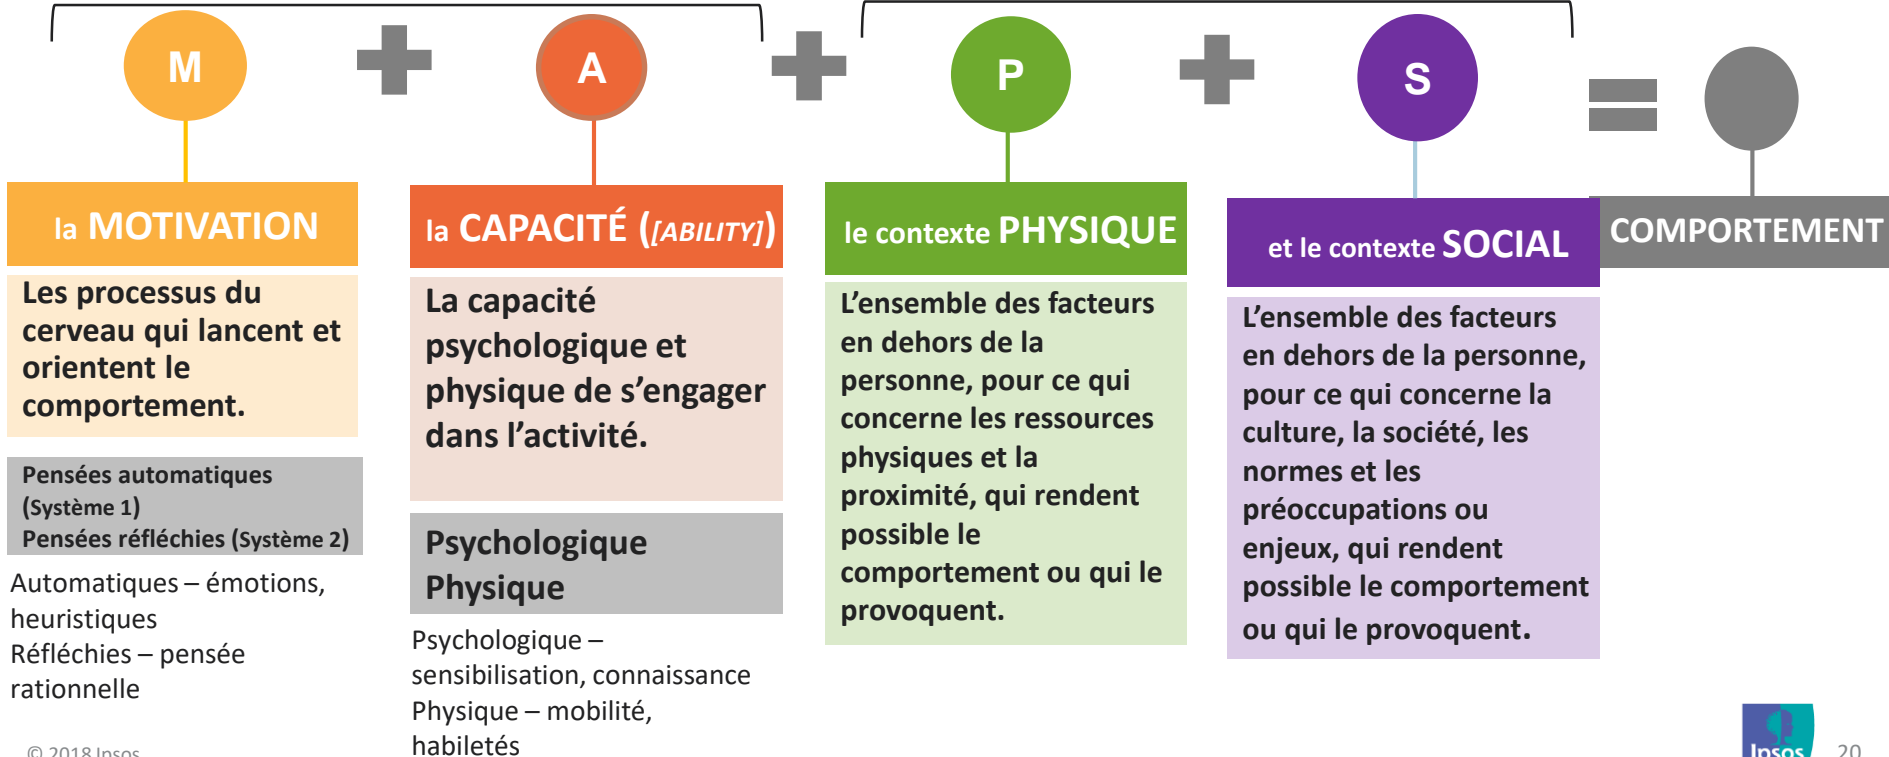 M
A
P
S
la MOTIVATION
Les processus du
cerveau qui lancent et
orientent le
comportement.
Pensées automatiques
(Système 1)
Pensées réfléchies (Système 2)
Automatiques – émotions,
heuristiques
Réfléchies – pensée
rationnelle
la CAPACITÉ ([ABILITY])
La capacité
psychologique et
physique de s’engager
dans l’activité.
Psychologique
Physique
Psychologique –
sensibilisation, connaissance
Physique – mobilité,
habiletés
le contexte PHYSIQUE
L’ensemble des facteurs
en dehors de la
personne, pour ce qui
concerne les ressources
physiques et la
proximité, qui rendent
possible le
comportement ou qui le
provoquent.
et le contexte SOCIAL
L’ensemble des facteurs
en dehors de la personne,
pour ce qui concerne la
culture, la société, les
normes et les
préoccupations ou
enjeux, qui rendent
possible le comportement
ou qui le provoquent.
COMPORTEMENT
© 2018 Ipsos
Ipsos
20